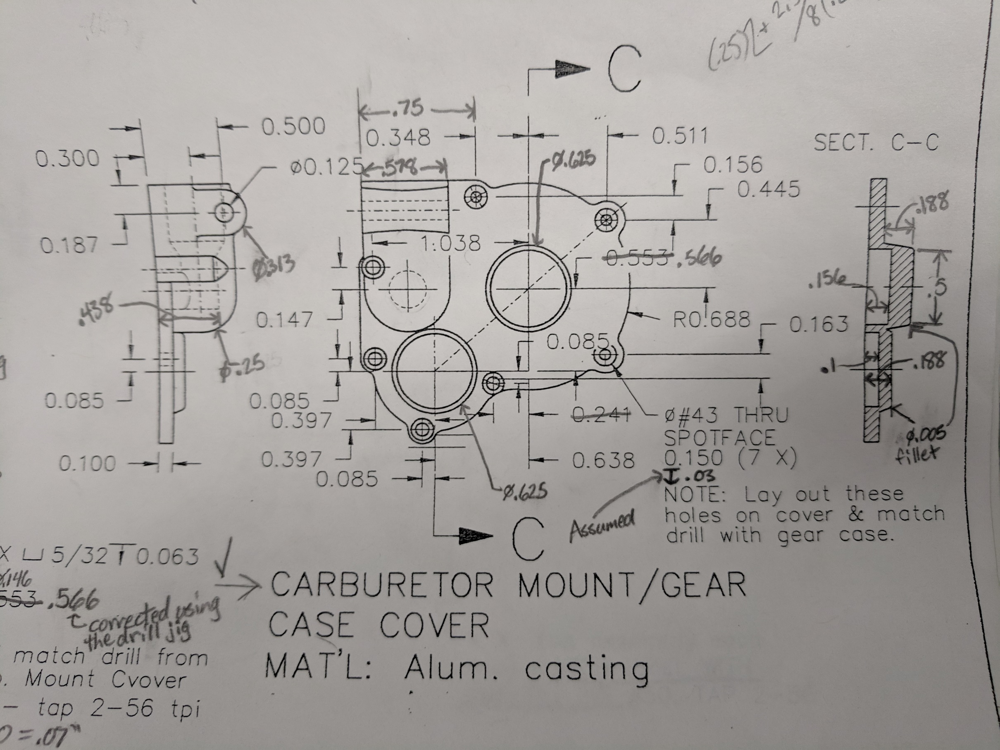 C
.75
0.500
0.348
0.511
SECT. C-C
0.300
ø0.125
.578
ø.625
0.156
0.445
.188
0.187
1.038
0.553 .566
ø.313
.156
.5
.438
0.147
R0.688
0.163
0.085
ø.25
.1
.188
0.085
0.085
0.397
0.241
ø#43 THRU
SPOTFACE
0.150 (7 X)
ø.005
fillet
0.100
0.397
0.638
↧ .03
0.085
ø.625
Assumed
NOTE: Lay out these
holes on cover & match
drill with gear case.
C
X ⌴ 5/32 ↧ 0.063
ø.146
553 .566
corrected using
the drill jig
CARBURETOR MOUNT/GEAR
CASE COVER
MAT'L: Alum. casting
match drill from
. Mount Cvover
- tap 2-56 tpi
= .07"